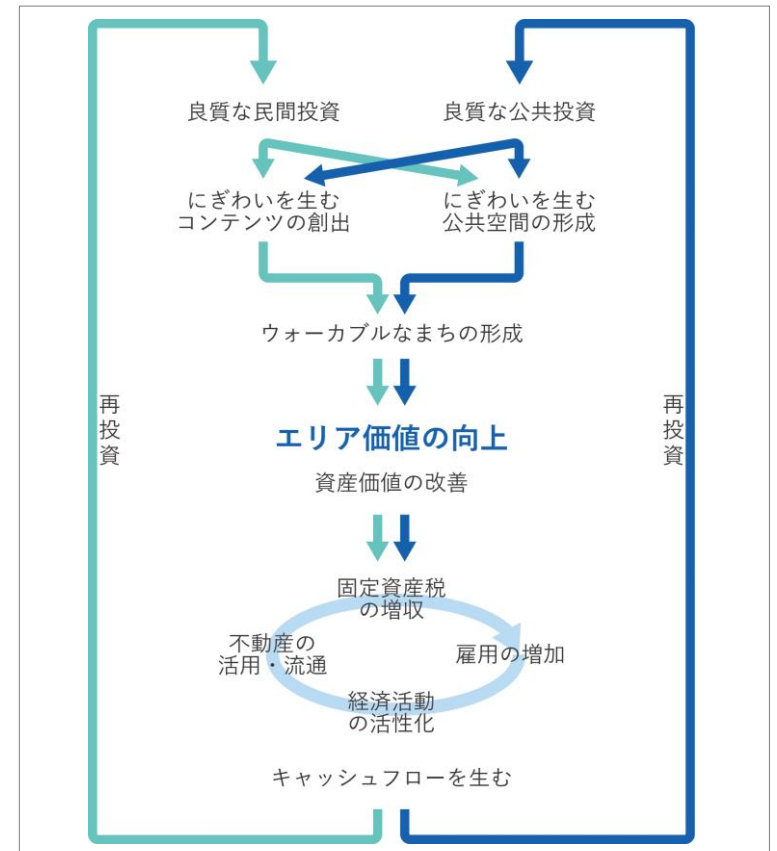 良質な民間投資
良質な公共投資
にぎわいを生む
コンテンツの創出
にぎわいを生む
公共空間の形成
ウォーカブルなまちの形成
再投資
再投資
エリア価値の向上
資産価値の改善
固定資産税
の増収
不動産の
活用・流通
雇用の増加
経済活動
の活性化
キャッシュフローを生む